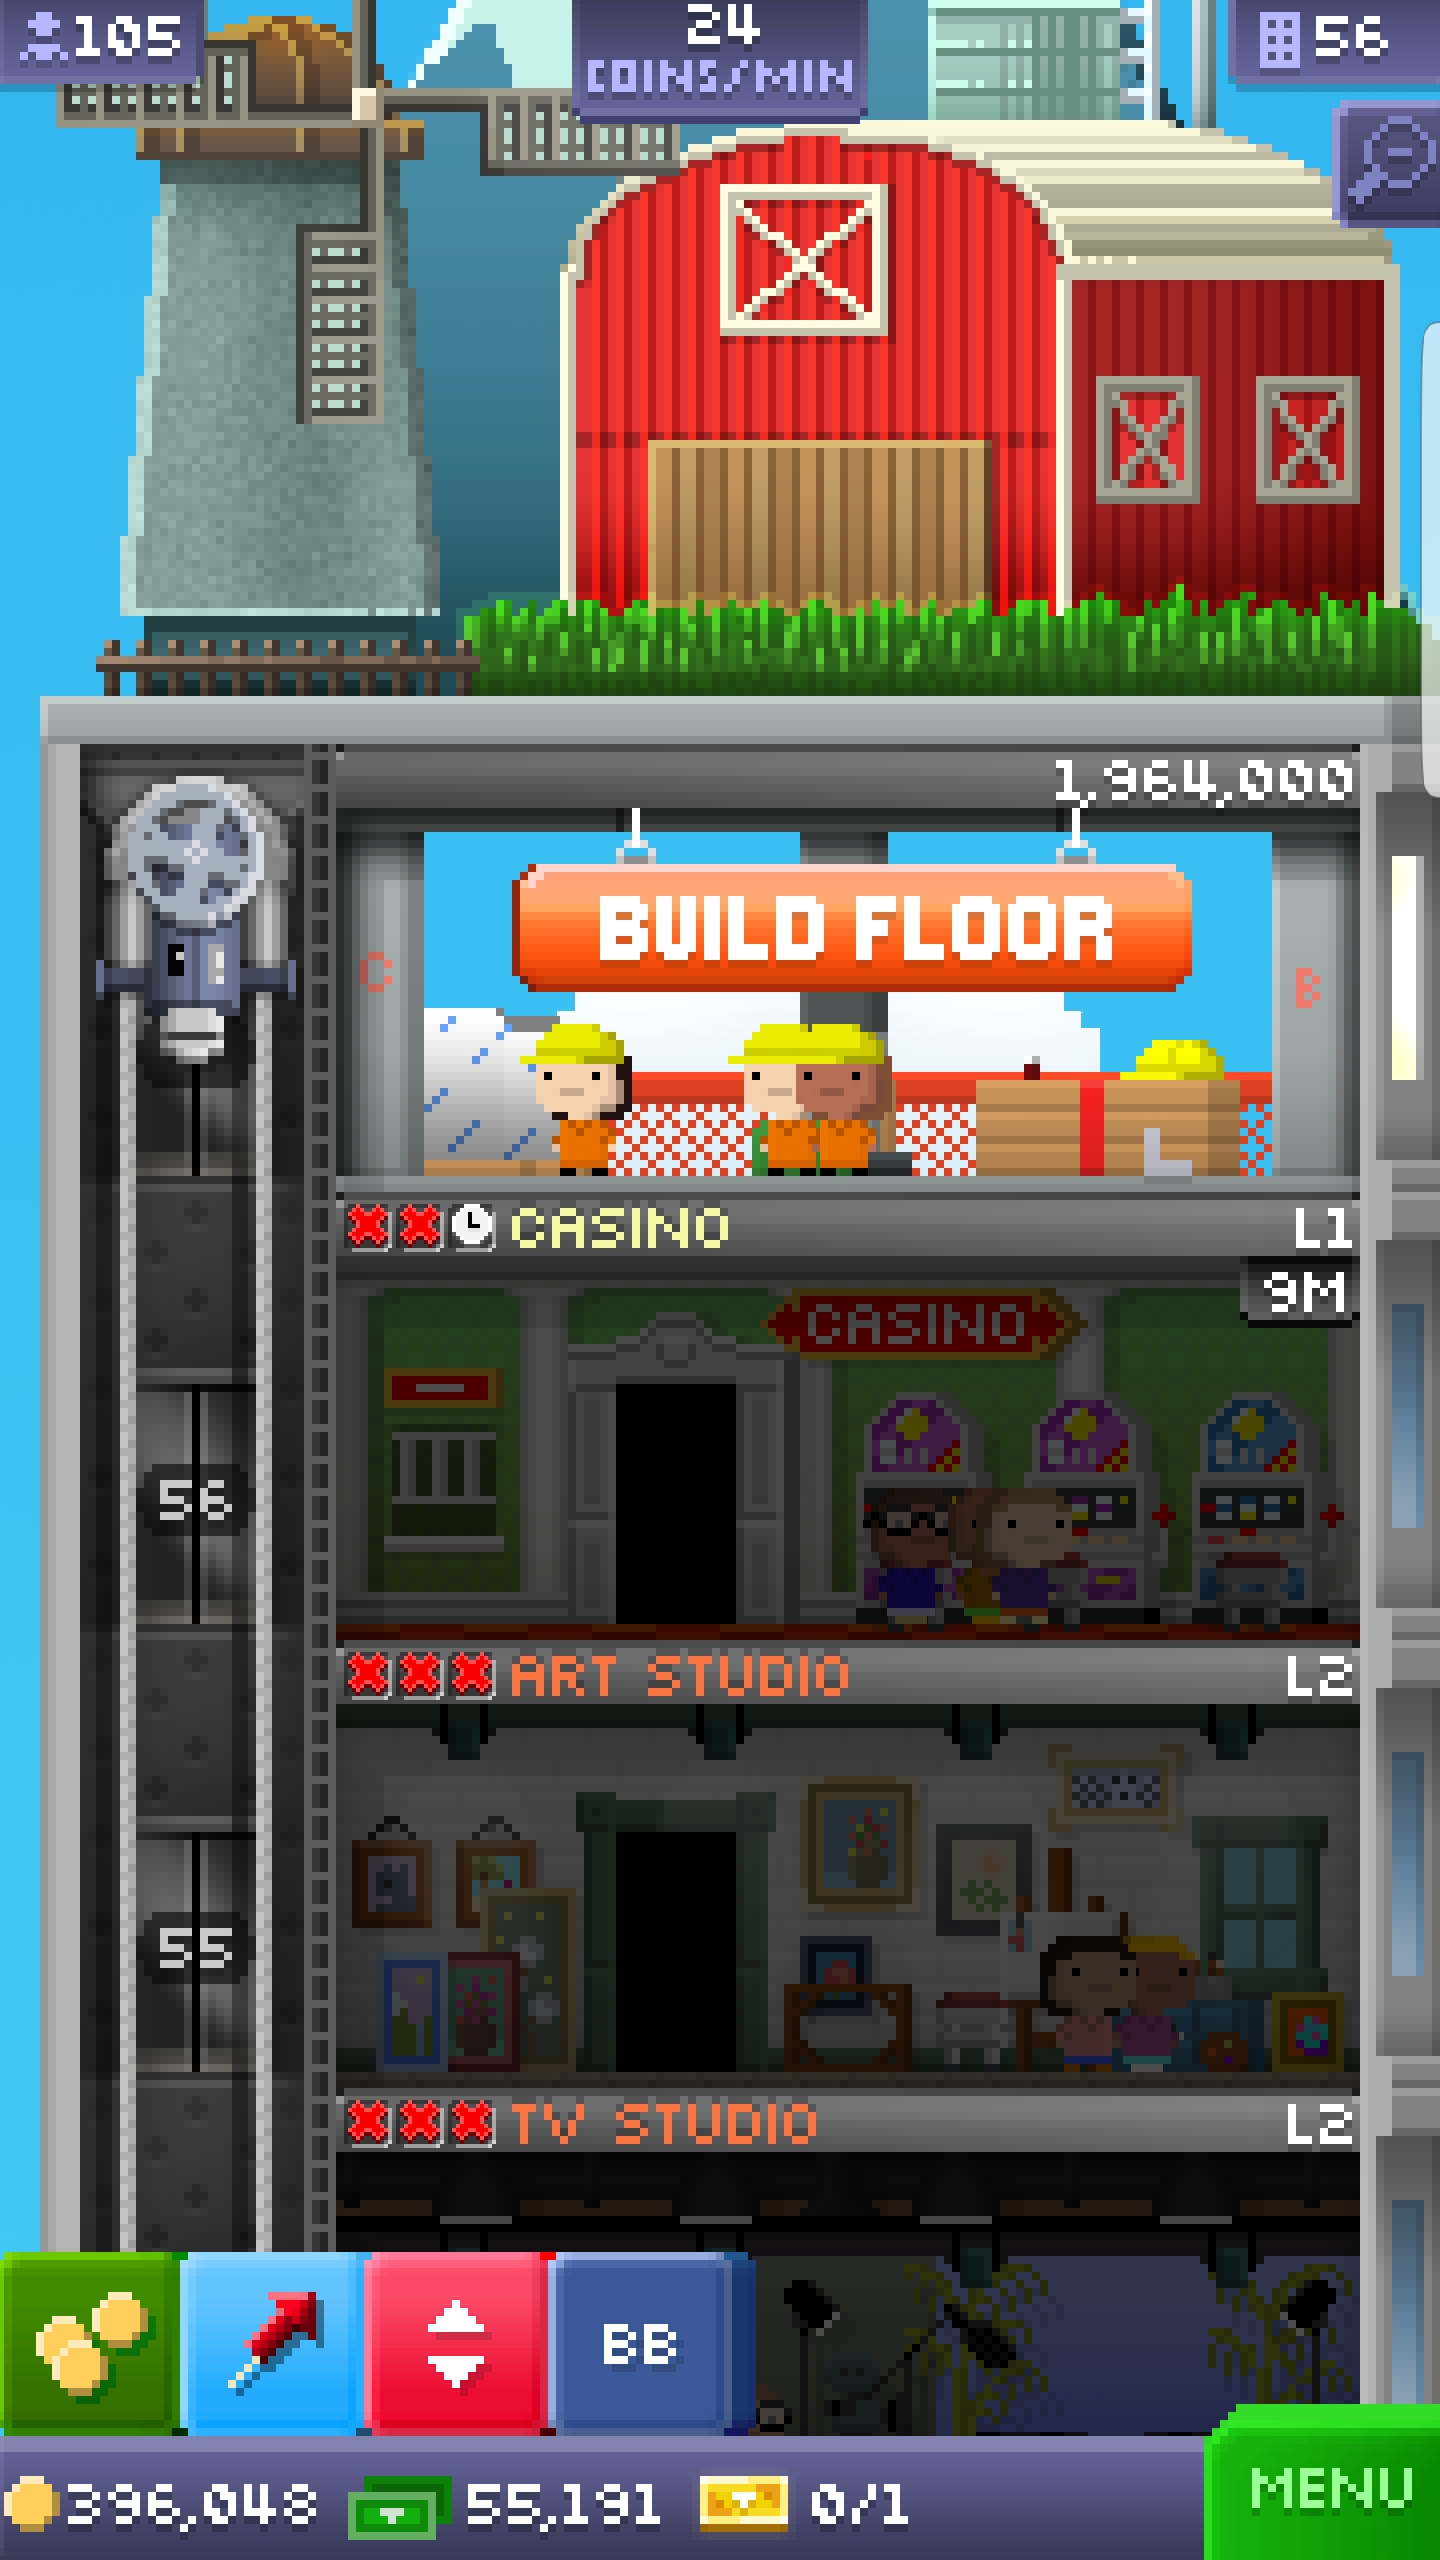 105
24
COINS/MIN
56
1,964,000
BUILD FLOOR
C
B
L
CASINO L1
9M
CASINO
56
ART STUDIO L2
55
TV STUDIO L2
BB
396,048 55,191 0/1
MENU